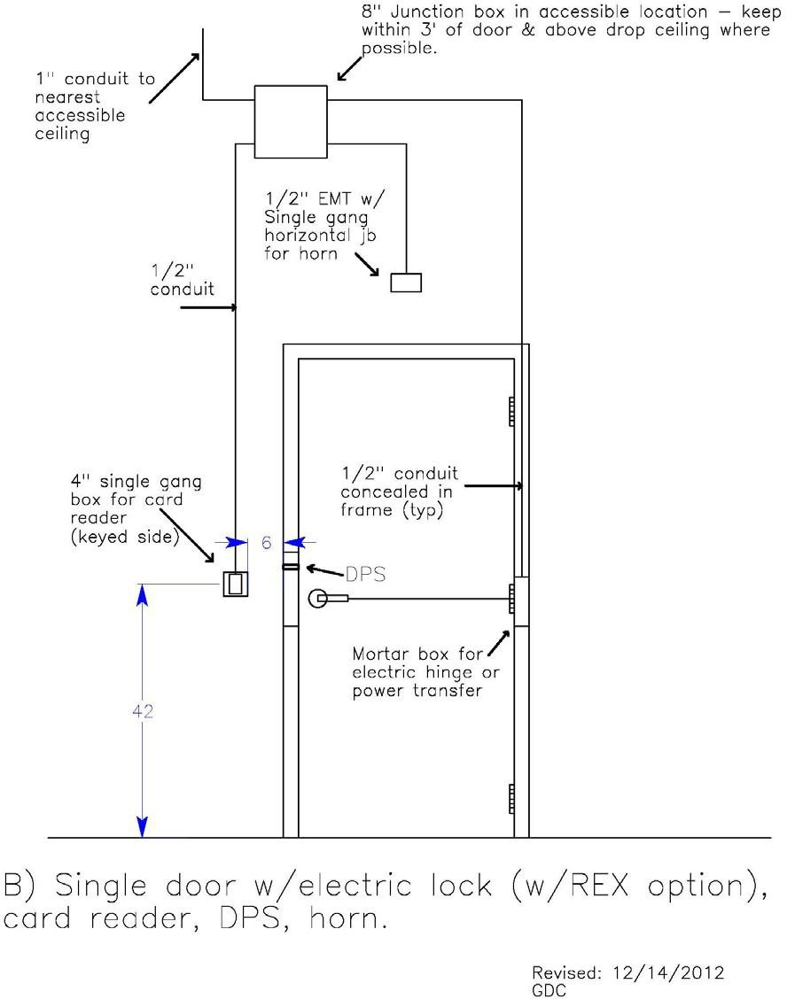 8" Junction box in accessible location – keep
within 3' of door & above drop ceiling where
possible.
1" conduit to
nearest
accessible
ceiling
1/2" EMT w/
Single gang
horizontal jb
for horn
1/2"
conduit
1/2" conduit
concealed in
frame (typ)
4" single gang
box for card
reader
(keyed side)
6
DPS
Mortar box for
electric hinge or
power transfer
42
B) Single door w/electric lock (w/REX option),
card reader, DPS, horn.
Revised: 12/14/2012
GDC